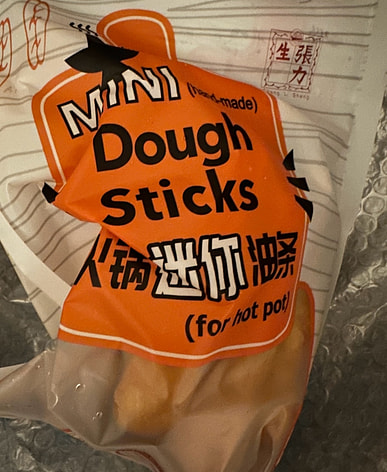 張力
生
MINI (hand-made)
Dough
sticks
火锅迷你油条
(for hot pot)